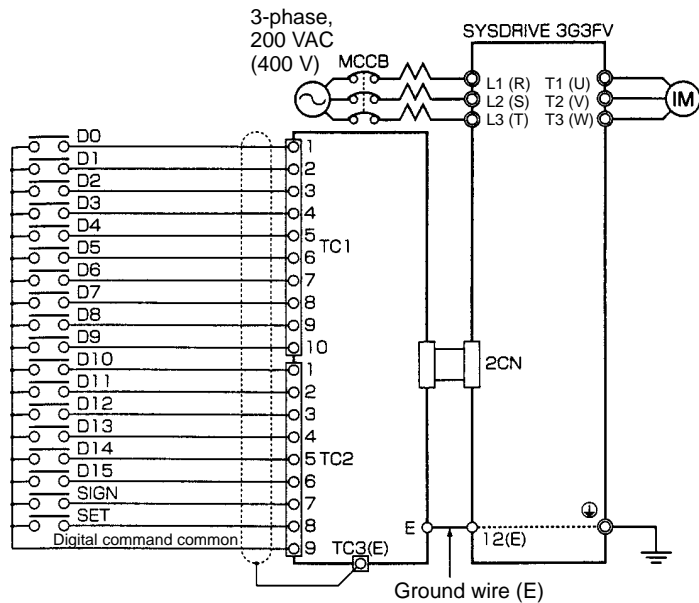 3-phase,
200 VAC
(400 V)
MCCB
SYSDRIVE 3G3FV
L1 (R) T1 (U)
L2 (S) T2 (V)
L3 (T) T3 (W)
IM
D0 1
D1 2
D2 3
D3 4
D4 5
TC1
D5 6
D6 7
D7 8
D8 9
D9 10
D10 1
2CN
D11 2
D12 3
D13 4
D14 5 TC2
D15 6
SIGN 7
SET 8
E 12(E)
Digital command common 9
TC3(E)
Ground wire (E)